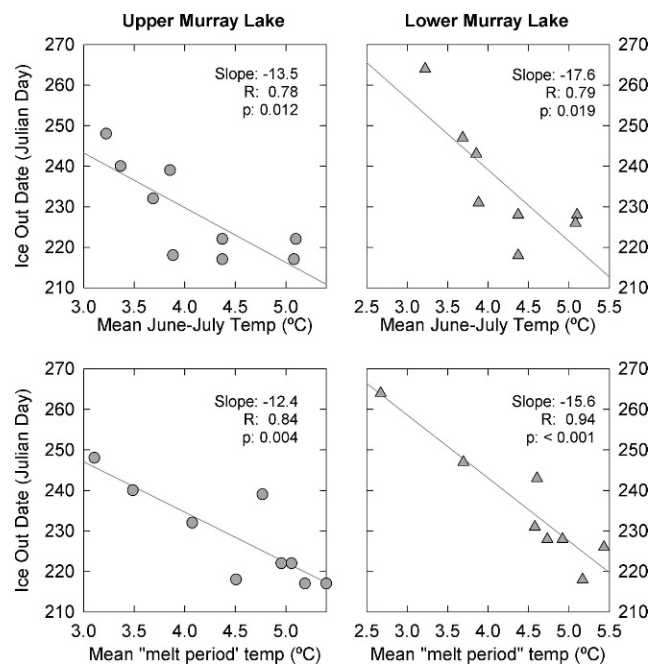 Upper Murray Lake
Lower Murray Lake
270
260
250
240
230
220
210
Ice Out Date (Julian Day)
Slope: -13.5
R: 0.78
p: 0.012
3.0 3.5 4.0 4.5 5.0
Mean June-July Temp (ºC)
Slope: -17.6
R: 0.79
p: 0.019
270
260
250
240
230
220
210
2.5 3.0 3.5 4.0 4.5 5.0 5.5
Mean June-July Temp (ºC)
270
260
250
240
230
220
210
Ice Out Date (Julian Day)
Slope: -12.4
R: 0.84
p: 0.004
3.0 3.5 4.0 4.5 5.0
Mean "melt period' temp (ºC)
Slope: -15.6
R: 0.94
p: < 0.001
270
260
250
240
230
220
210
2.5 3.0 3.5 4.0 4.5 5.0 5.5
Mean "melt period" temp (ºC)